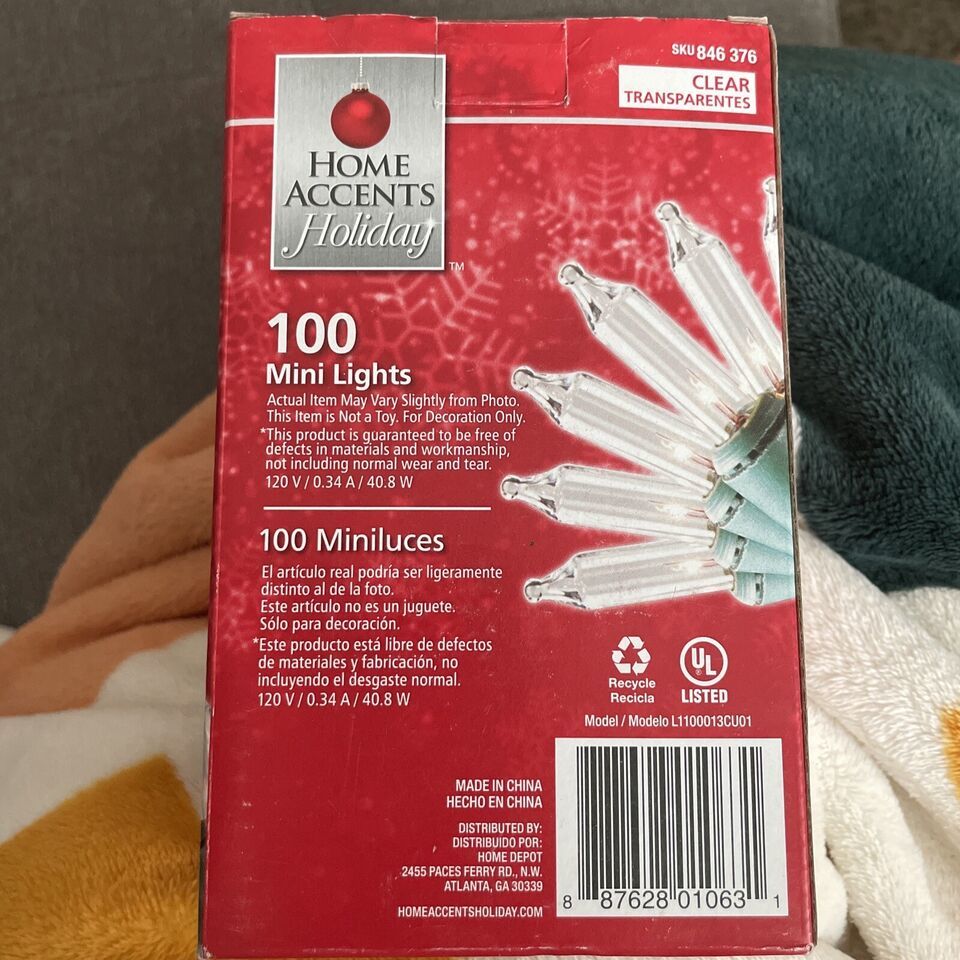 SKU 846 376
CLEAR
TRANSPARENTES
HOME
ACCENTS
Holiday
TM
100
Mini Lights
Actual Item May Vary Slightly from Photo.
This Item is Not a Toy. For Decoration Only.
*This product is guaranteed to be free of
defects in materials and workmanship,
not including normal wear and tear.
120 V / 0.34 A / 40.8 W
100 Miniluces
El artículo real podría ser ligeramente
distinto al de la foto.
Este artículo no es un juguete.
Sólo para decoración.
*Este producto está libre de defectos
de materiales y fabricación, no
incluyendo el desgaste normal.
120 V / 0.34 A / 40.8 W
Recycle
Recicla
UL
®
LISTED
Model / Modelo L1100013CU01
MADE IN CHINA
HECHO EN CHINA
DISTRIBUTED BY:
DISTRIBUIDO POR:
HOME DEPOT
2455 PACES FERRY RD., N.W.
ATLANTA, GA 30339
HOMEACCENTSHOLIDAY.COM
8 87628 01063 1